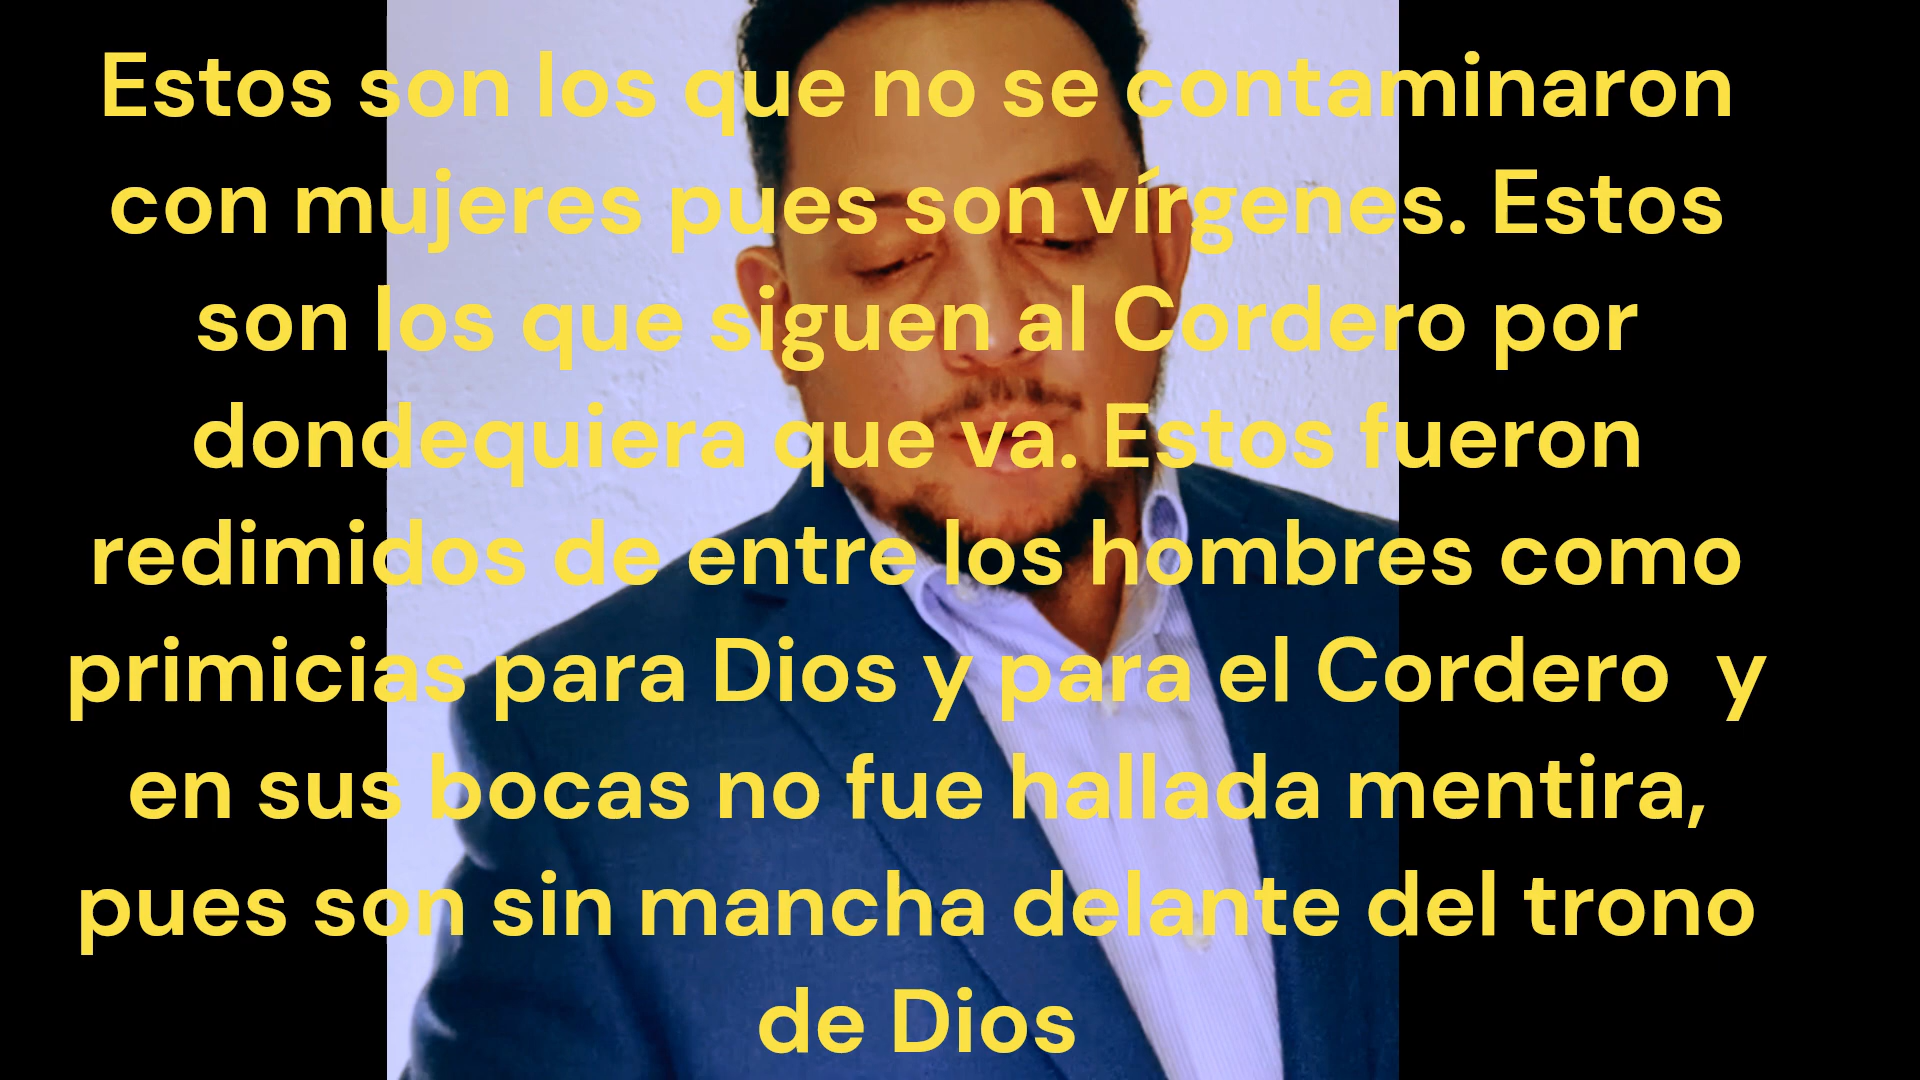 Estos son los que no se contaminaron
con mujeres pues son vírgenes. Estos
son los que siguen al Cordero por
dondequiera que va. Estos fueron
redimidos de entre los hombres como
primicias para Dios y para el Cordero  y
en sus bocas no fue hallada mentira,
pues son sin mancha delante del trono
de Dios